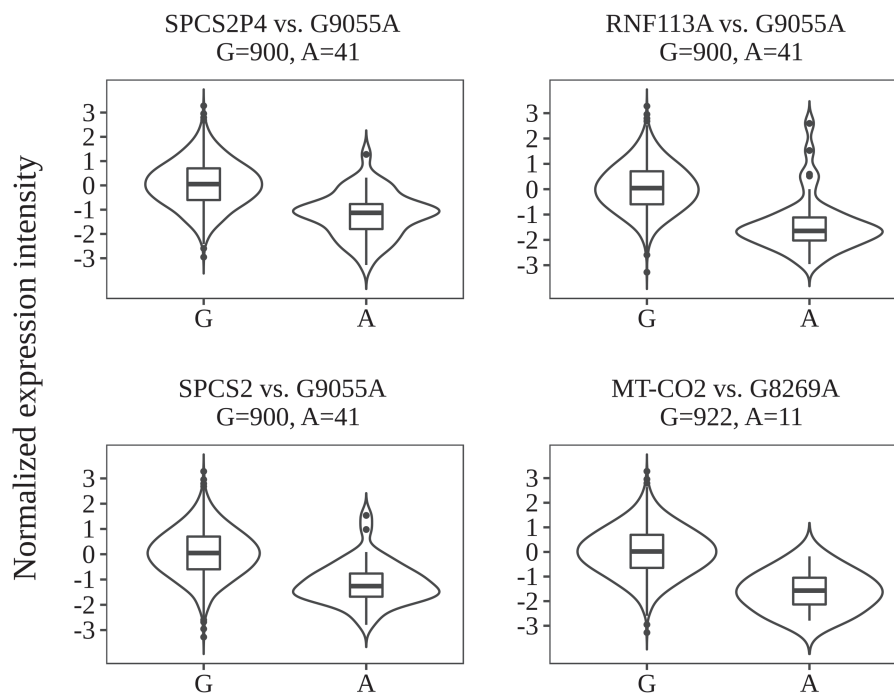 Normalized expression intensity
SPCS2P4 vs. G9055A
G=900, A=41
3
2
1
0
-1
-2
-3
G A
RNF113A vs. G9055A
G=900, A=41
3
2
1
0
-1
-2
-3
G A
SPCS2 vs. G9055A
G=900, A=41
3
2
1
0
-1
-2
-3
G A
MT-CO2 vs. G8269A
G=922, A=11
3
2
1
0
-1
-2
-3
G A